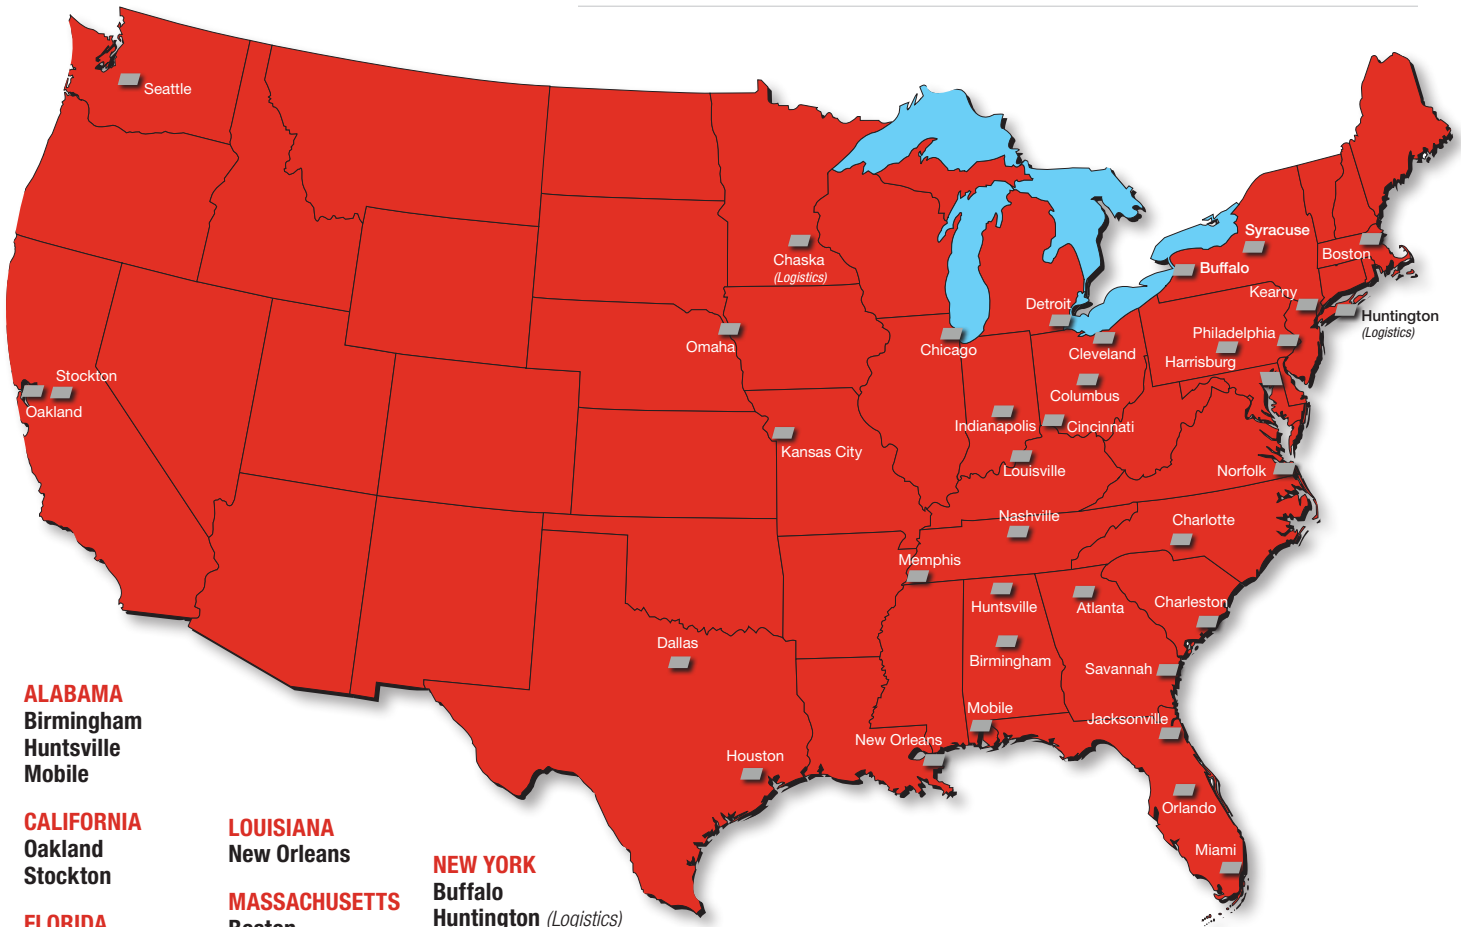 Seattle
Syracuse
Boston
Chaska
(Logistics)
Buffalo
Kearny
Detroit
Huntington
(Logistics)
Philadelphia
Omaha
Chicago
Cleveland
Harrisburg
Stockton
Columbus
Oakland
Indianapolis
Cincinnati
Kansas City
Louisville
Norfolk
Nashville
Charlotte
Memphis
Huntsville
Atlanta
Charleston
Dallas
Birmingham
Savannah
Mobile
Jacksonville
New Orleans
Houston
Orlando
Miami
ALABAMA
Birmingham
Huntsville
Mobile
CALIFORNIA
Oakland
Stockton
FLORIDA
LOUISIANA
New Orleans
MASSACHUSETTS
Boston
NEW YORK
Buffalo
Huntington (Logistics)